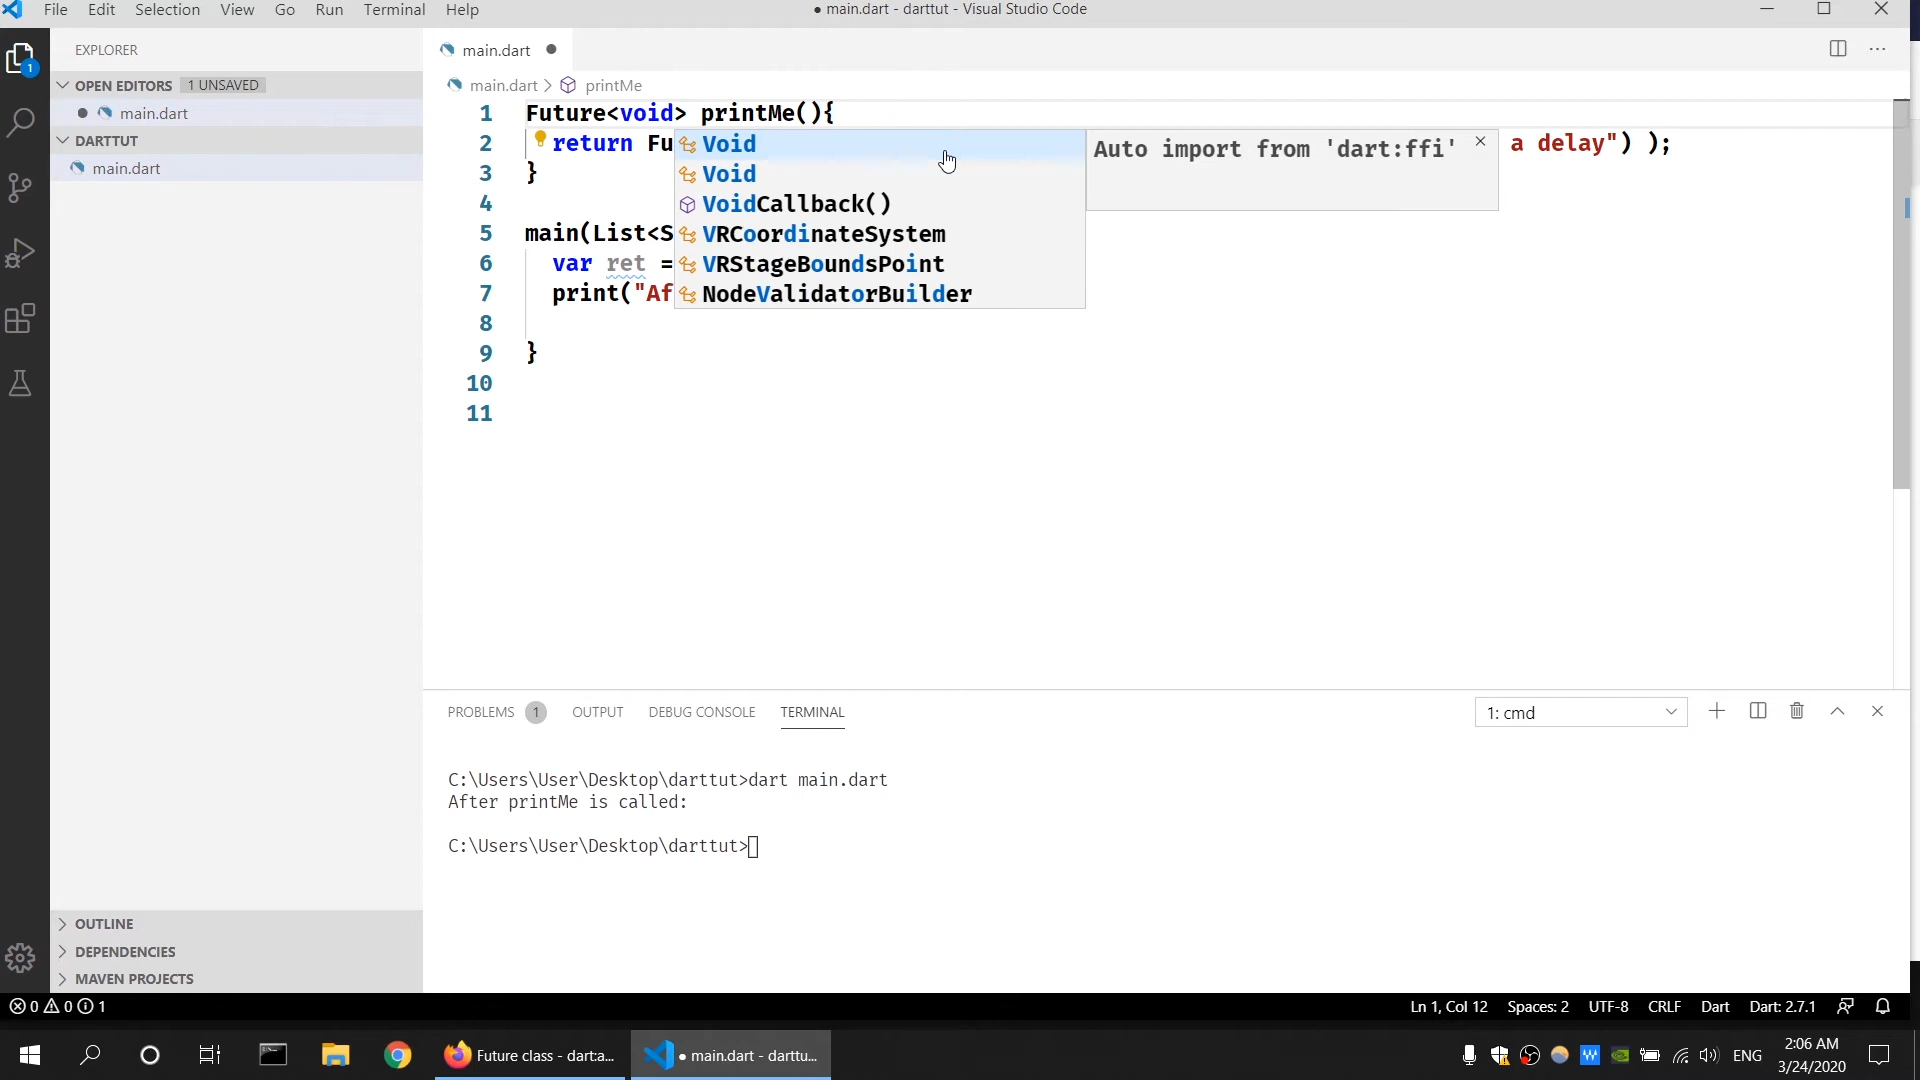 File Edit Selection View Go Run Terminal Help
● main.dart - darttut - Visual Studio Code
EXPLORER
OPEN EDITORS 1 UNSAVED
● main.dart
DARTTUT
main.dart
OUTLINE
DEPENDENCIES
MAVEN PROJECTS
1
main.dart ●
main.dart > printMe
1 Future<void> printMe(){
2 return Fu a delay") );
3 }
4
5 main(List<S
6 var ret =
7 print("Af
8
9 }
10
11
Void
Void
VoidCallback()
VRCoordinateSystem
VRStageBoundsPoint
NodeValidatorBuilder
Auto import from 'dart:ffi'
PROBLEMS 1 OUTPUT DEBUG CONSOLE TERMINAL
1: cmd
C:\Users\User\Desktop\darttut>dart main.dart
After printMe is called:
C:\Users\User\Desktop\darttut>
0 0 1
Ln 1, Col 12 Spaces: 2 UTF-8 CRLF Dart Dart: 2.7.1
Future class - dart:a...
● main.dart - darttu...
ENG
2:06 AM
3/24/2020